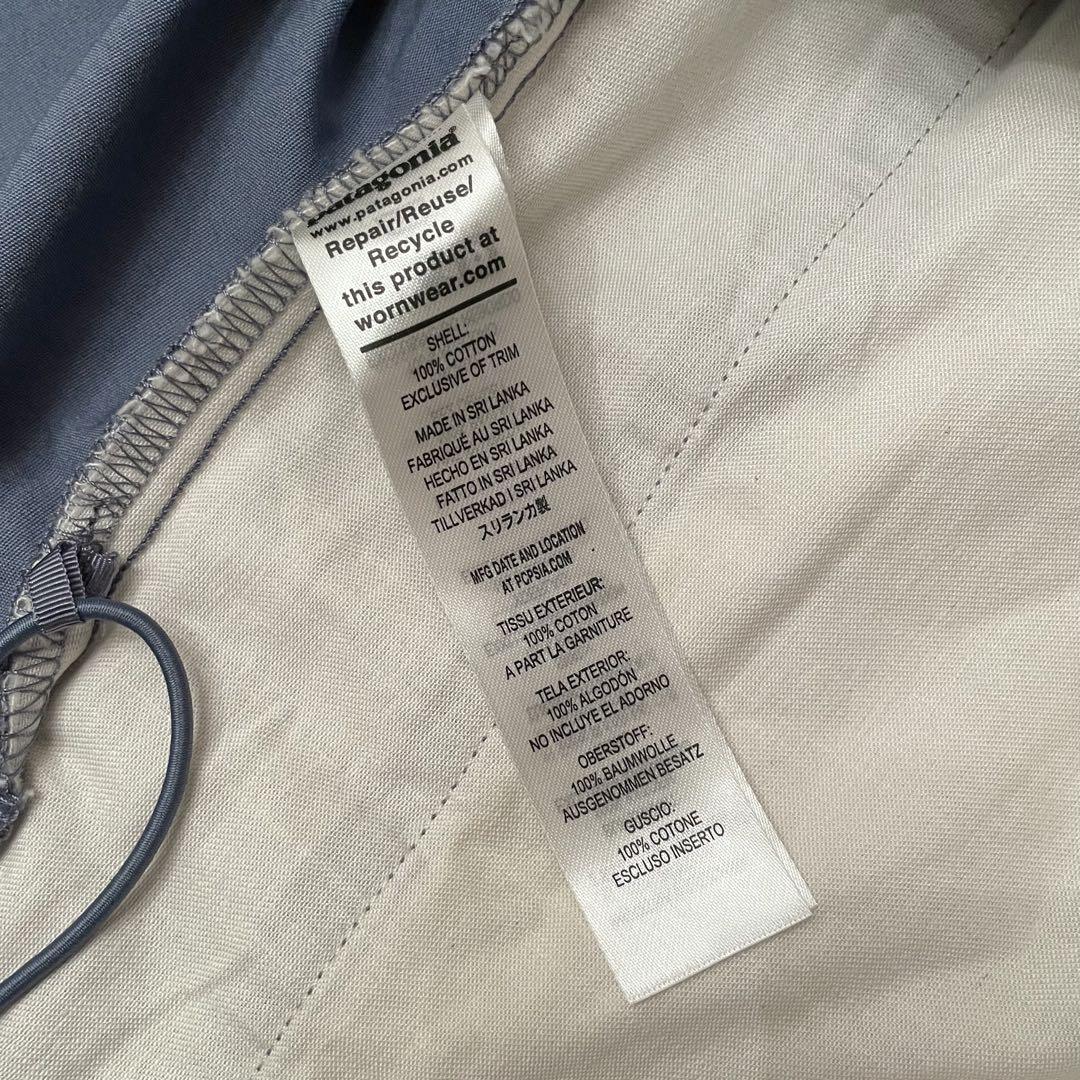 patagonia®
www.patagonia.com
Repair/Reuse/
Recycle
this product at
wornwear.com
SHELL:
100% COTTON
EXCLUSIVE OF TRIM
MADE IN SRI LANKA
FABRIQUÉ AU SRI LANKA
HECHO EN SRI LANKA
FATTO IN SRI LANKA
TILLVERKAD I SRI LANKA
スリランカ製
MFG DATE AND LOCATION
AT PCPSIA.COM
TISSU EXTERIEUR:
100% COTON
A PART LA GARNITURE
TELA EXTERIOR:
100% ALGODÓN
NO INCLUYE EL ADORNO
OBERSTOFF:
100% BAUMWOLLE
AUSGENOMMEN BESATZ
GUSCIO:
100% COTONE
ESCLUSO INSERTO